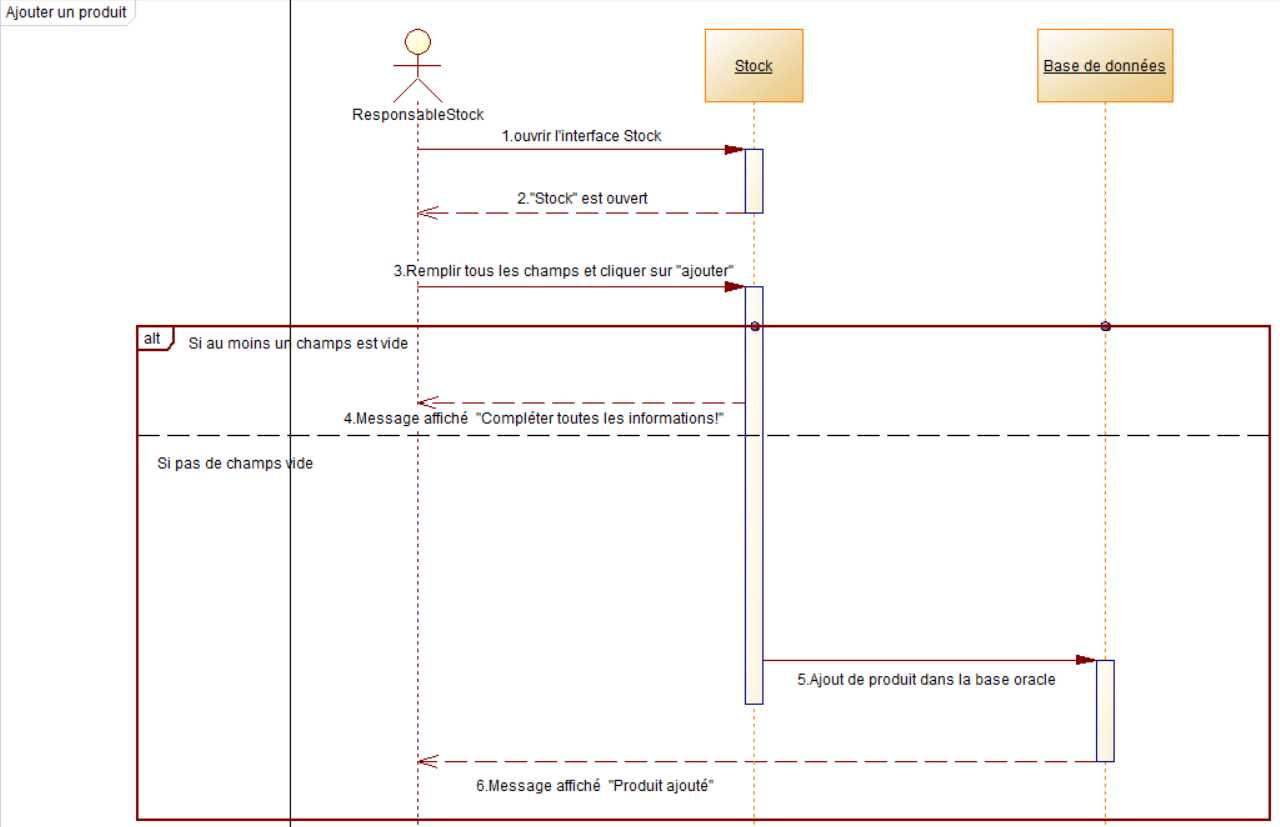 Ajouter un produit
Stock
Base de données
ResponsableStock
1.ouvrir l'interface Stock
2."Stock" est ouvert
3.Remplir tous les champs et cliquer sur "ajouter"
alt
Si au moins un champs est vide
4.Message affiché "Compléter toutes les informations!"
Si pas de champs vide
5.Ajout de produit dans la base oracle
6.Message affiché "Produit ajouté"